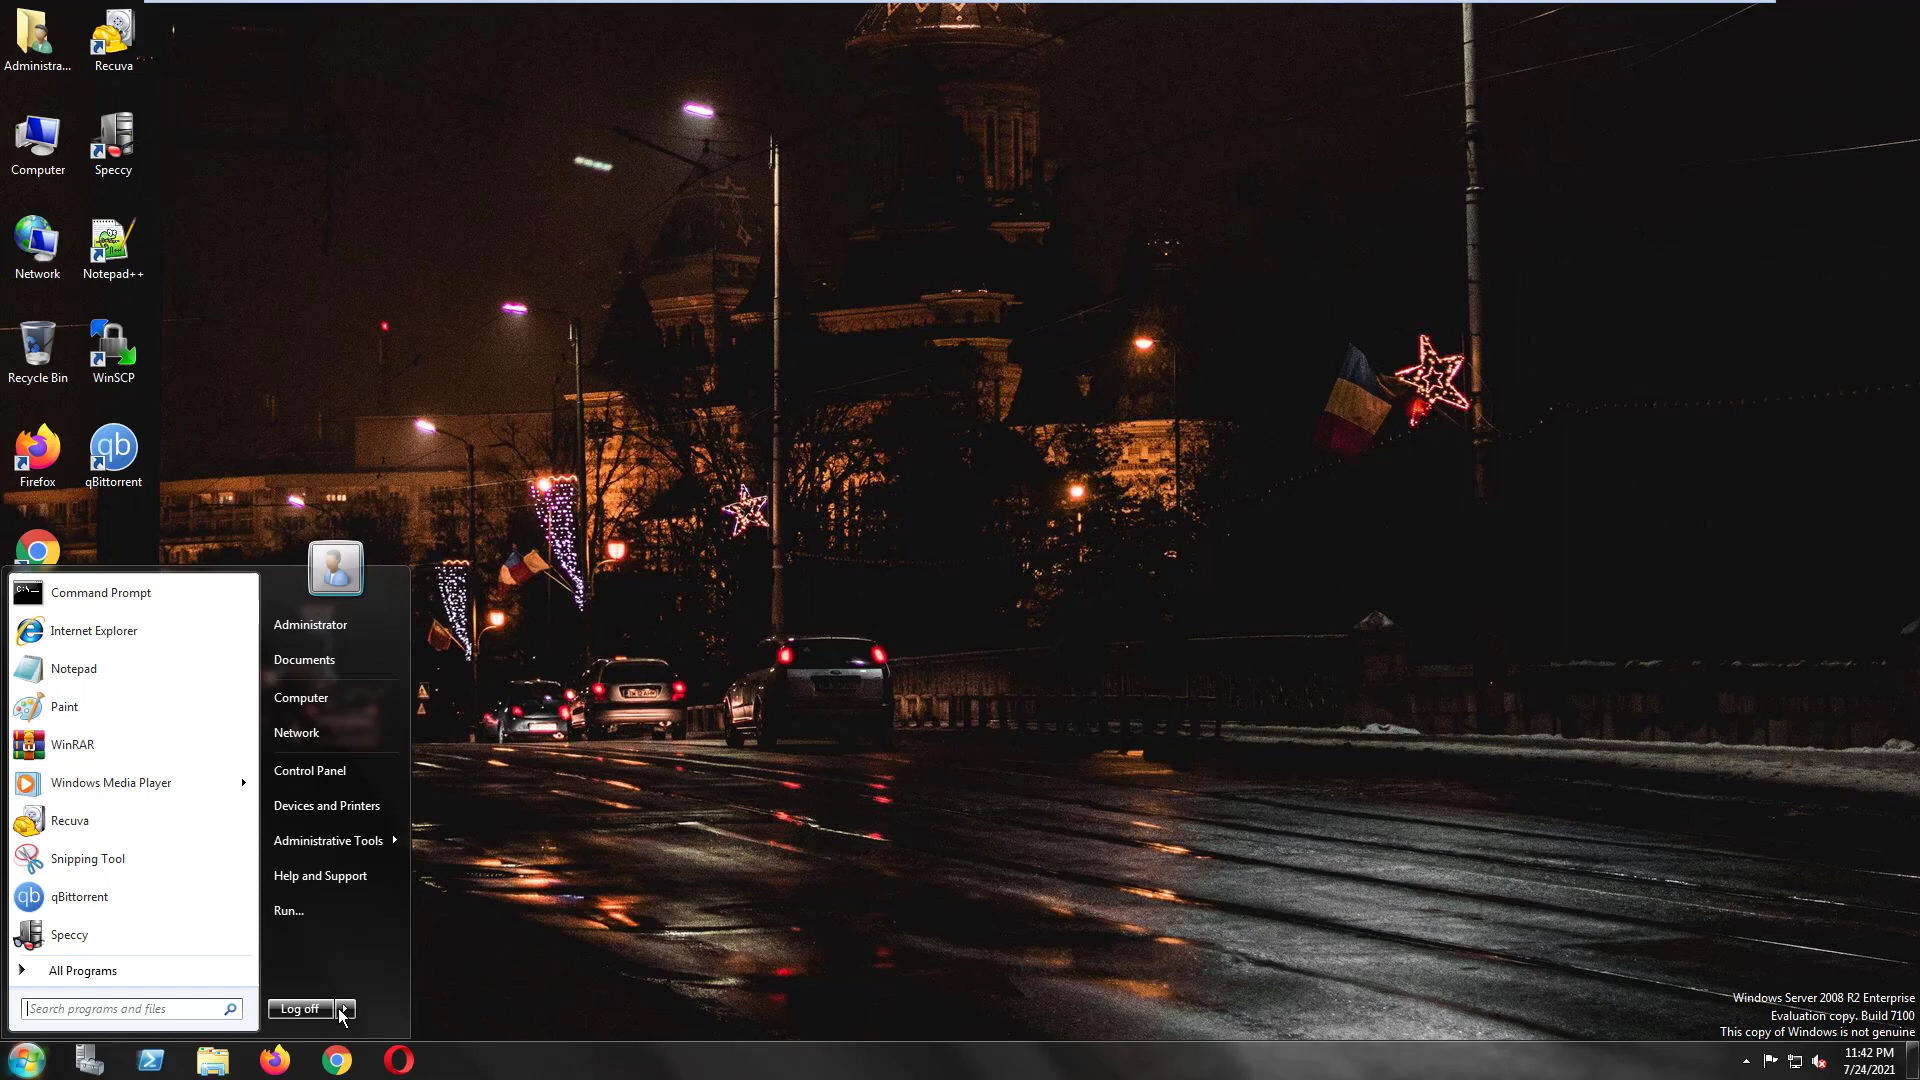 Administra...
Recuva
Computer
Speccy
Network
Notepad++
Recycle Bin
WinSCP
Firefox
qBittorrent
Command Prompt
Internet Explorer
Notepad
Paint
WinRAR
Windows Media Player
Recuva
Snipping Tool
qBittorrent
Speccy
All Programs
Search programs and files
Administrator
Documents
Computer
Network
Control Panel
Devices and Printers
Administrative Tools
Help and Support
Run...
Log off
Windows Server 2008 R2 Enterprise
Evaluation copy. Build 7100
This copy of Windows is not genuine
11:42 PM
7/24/2021